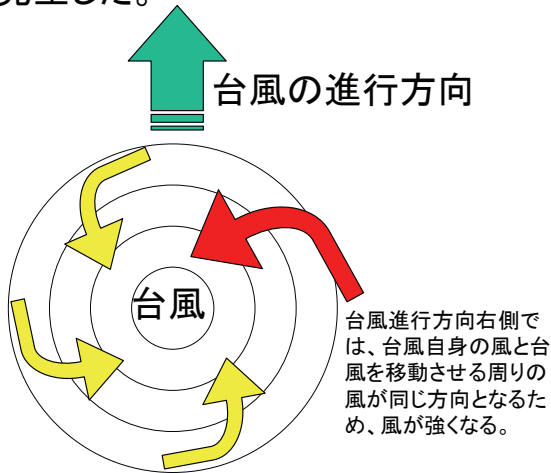 した。
台風の進行方向
台風
台風進行方向右側で
は、台風自身の風と台
風を移動させる周りの
風が同じ方向となるた
め、風が強くなる。